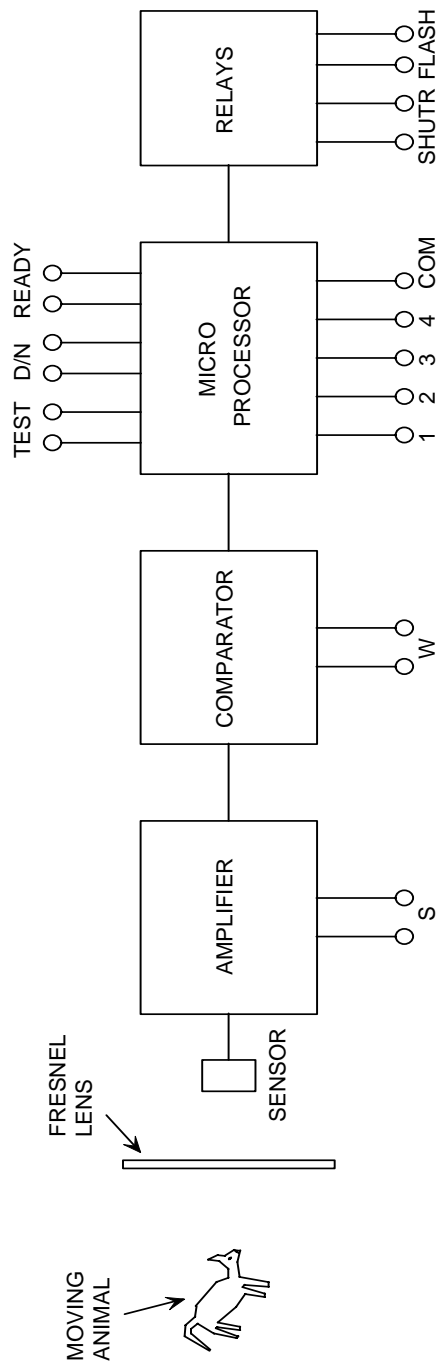 MOVING
ANIMAL
FRESNEL
LENS
SENSOR
AMPLIFIER
S
COMPARATOR
W
TEST D/N READY
MICRO
PROCESSOR
1 2 3 4 COM
RELAYS
SHUTR FLASH